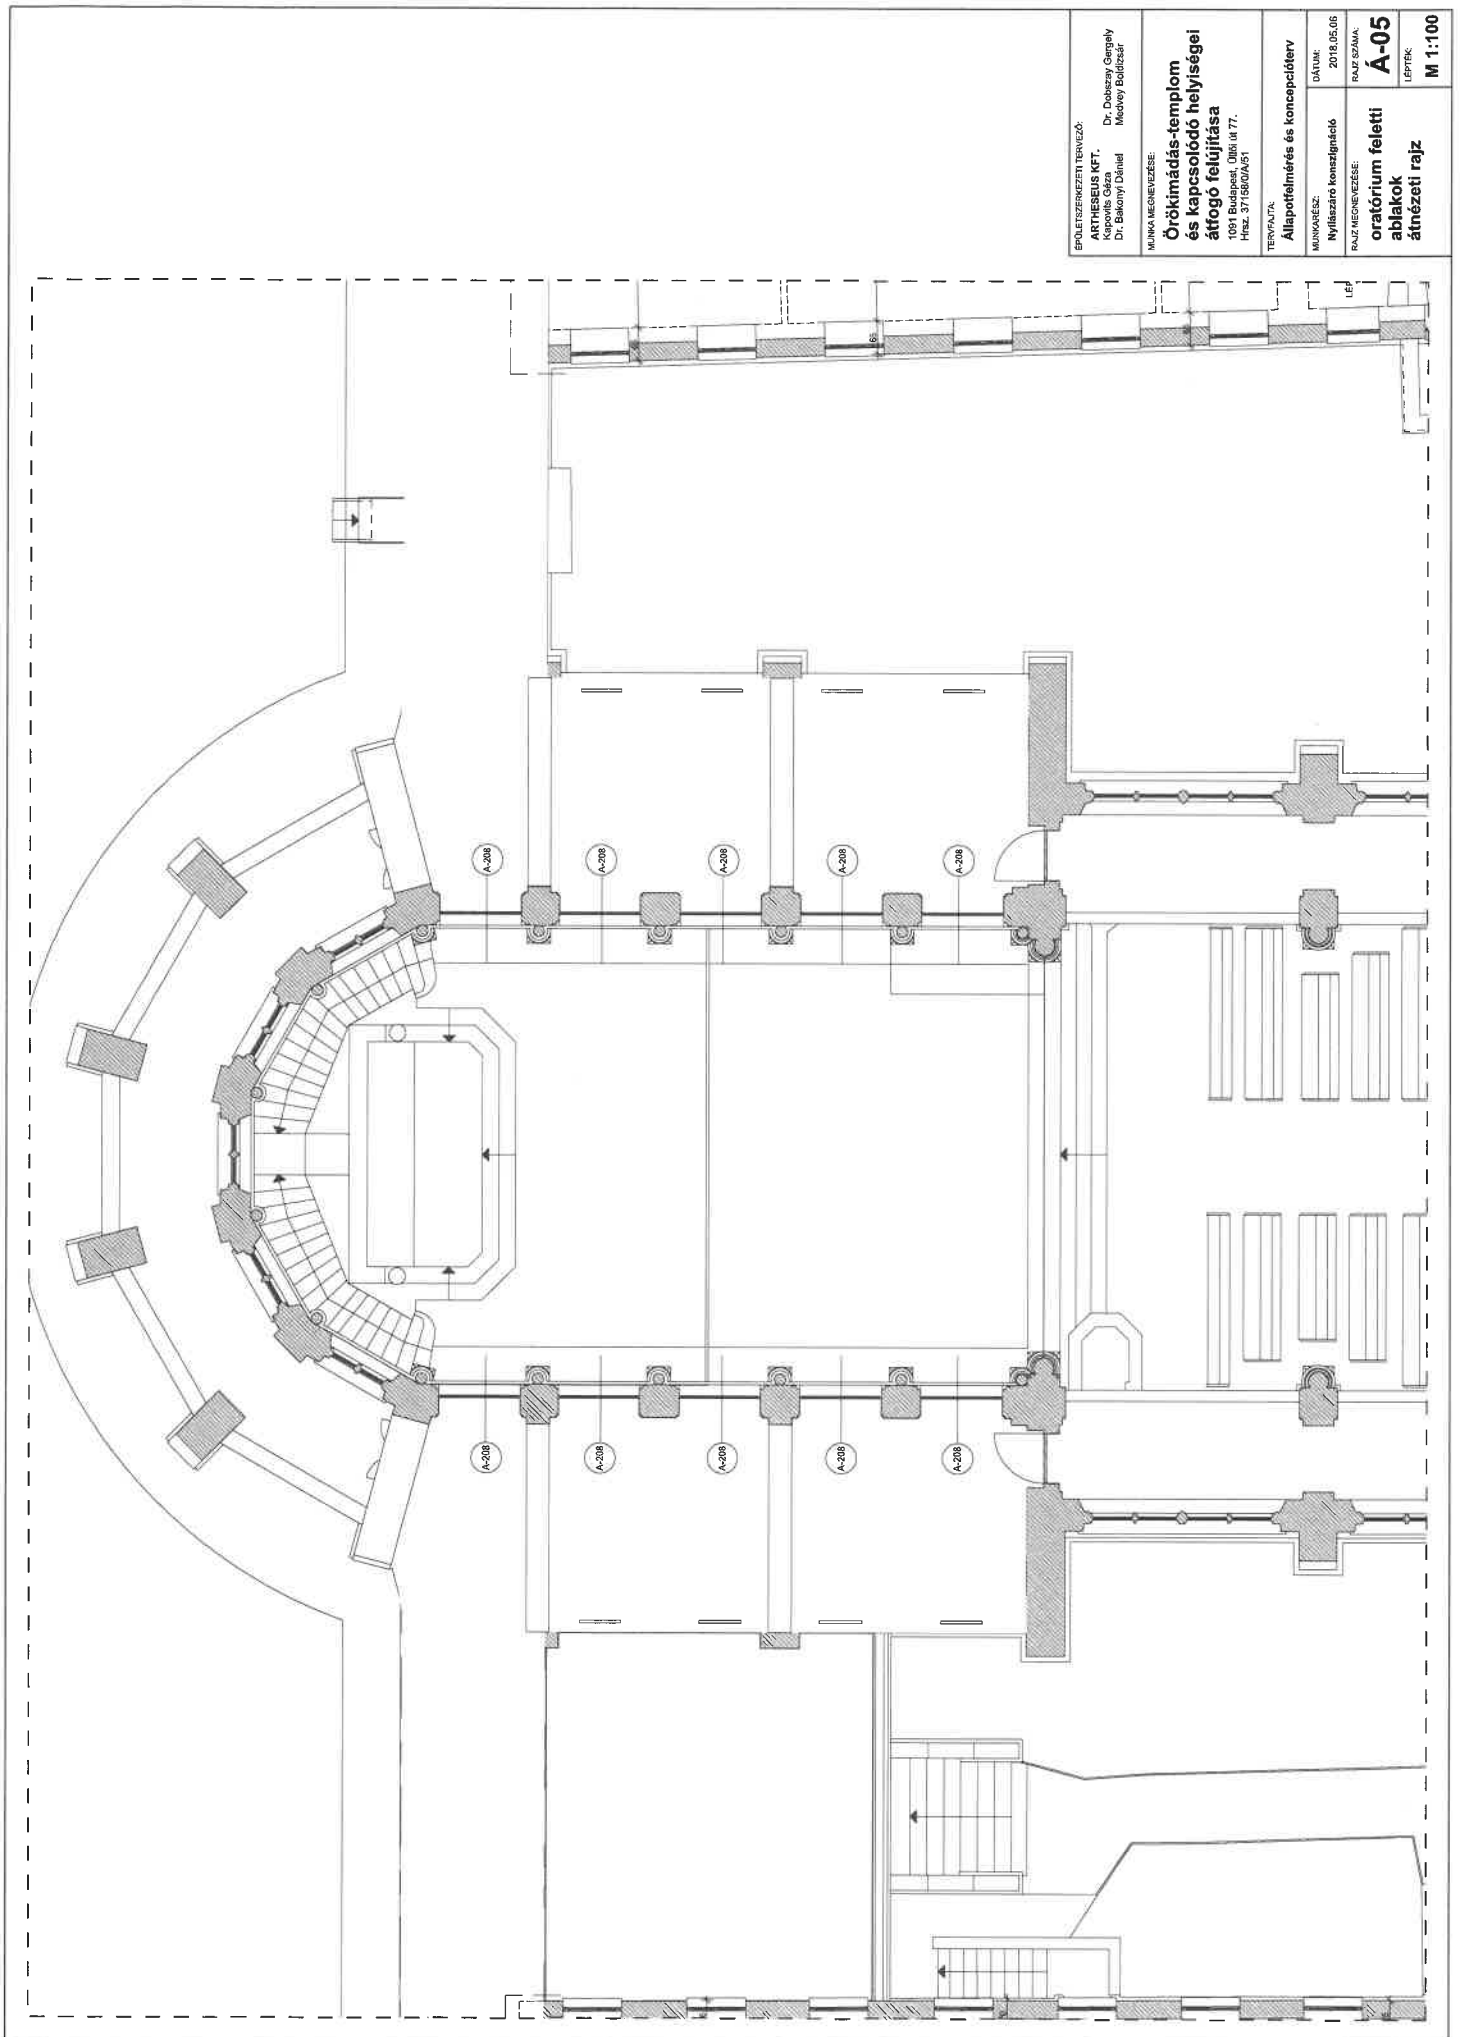 ÉPÜLETSZERKEZETI TERVEZŐ:
ARTHESEUS KFT.
Kapovits Géza
Dr. Bakonyi Dániel
Dr. Dobszay Gergely
Medvey Boldizsár
MUNKA MEGNEVEZÉSE:
Örökimádás-templom
és kapcsolódó helyiségei
átfogó felújítása
1091 Budapest, Üllői út 77.
Hrsz. 37158/0/A/51
TERVFAJTA:
Állapotfelmérés és koncepcióterv
MUNKARÉSZ:
Nyílászáró konszignáció
DÁTUM:
2018.05.06
RAJZ MEGNEVEZÉSE:
oratórium feletti
ablakok
átnézeti rajz
RAJZ SZÁMA:
Á-05
LÉPTÉK:
M 1:100
LÉP
65
A-208
A-208
A-208
A-208
A-208
A-208
A-208
A-208
A-208
A-208